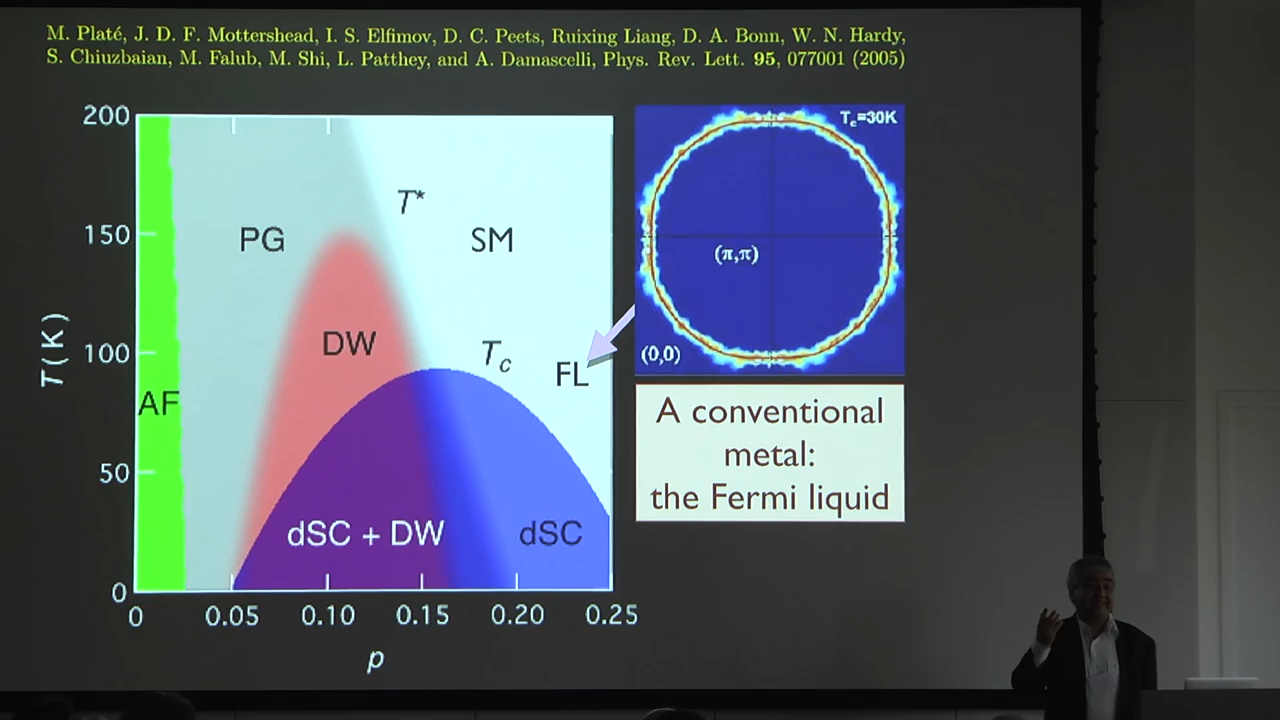 M. Platé, J. D. F. Mottershead, I. S. Elfimov, D. C. Peets, Ruixing Liang, D. A. Bonn, W. N. Hardy,
S. Chiuzbaian, M. Falub, M. Shi, L. Patthey, and A. Damascelli, Phys. Rev. Lett. 95, 077001 (2005)
200
150
100
50
0
T(K)
T*
PG
SM
DW
Tc
FL
AF
dSC + DW
dSC
0
0.05
0.10
0.15
0.20
0.25
p
Tc=30K
(π,π)
(0,0)
A conventional
metal:
the Fermi liquid